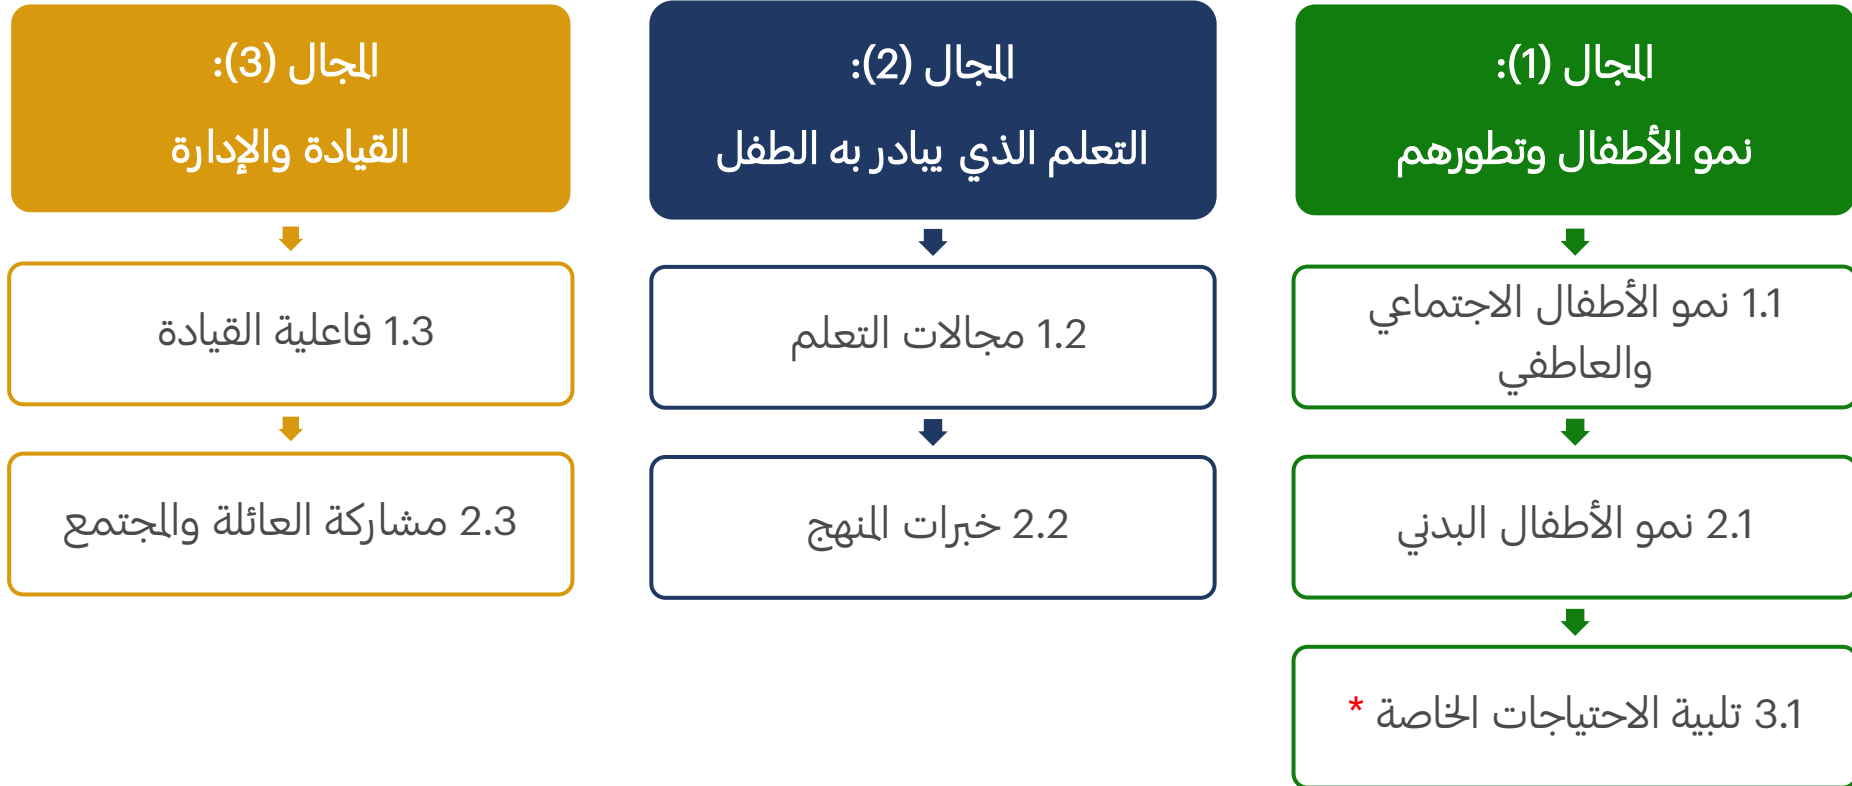 المجال (1):
نمو الأطفال وتطورهم
1.1 نمو الأطفال الاجتماعي
والعاطفي
2.1 نمو الأطفال البدني
3.1 تلبية الاحتياجات الخاصة *
المجال (2):
التعلم الذي يبادر به الطفل
1.2 مجالات التعلم
2.2 خبرات المنهج
المجال (3):
القيادة والإدارة
1.3 فاعلية القيادة
2.3 مشاركة العائلة والمجتمع